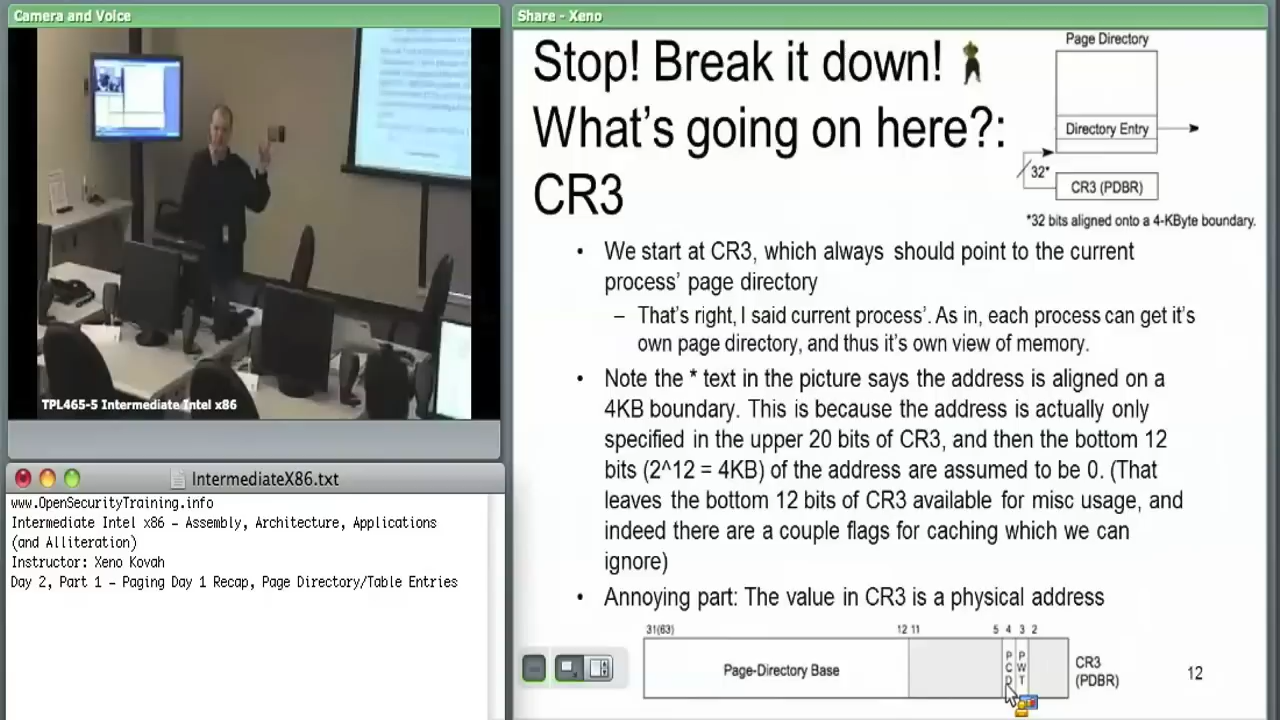 Camera and Voice
TPL465-5 Intermediate Intel x86
IntermediateX86.txt
www.OpenSecurityTraining.info
Intermediate Intel x86 – Assembly, Architecture, Applications
(and Alliteration)
Instructor: Xeno Kovah
Day 2, Part 1 – Paging Day 1 Recap, Page Directory/Table Entries
Share - Xeno
Stop! Break it down!
What's going on here?:
CR3
Page Directory
Directory Entry
32*
CR3 (PDBR)
*32 bits aligned onto a 4-KByte boundary.
• We start at CR3, which always should point to the current
process' page directory
– That's right, I said current process'. As in, each process can get it's
own page directory, and thus it's own view of memory.
• Note the * text in the picture says the address is aligned on a
4KB boundary. This is because the address is actually only
specified in the upper 20 bits of CR3, and then the bottom 12
bits (2^12 = 4KB) of the address are assumed to be 0. (That
leaves the bottom 12 bits of CR3 available for misc usage, and
indeed there are a couple flags for caching which we can
ignore)
• Annoying part: The value in CR3 is a physical address
31(63) 12 11 5 4 3 2
Page-Directory Base
PCD
PWT
CR3
(PDBR)
12